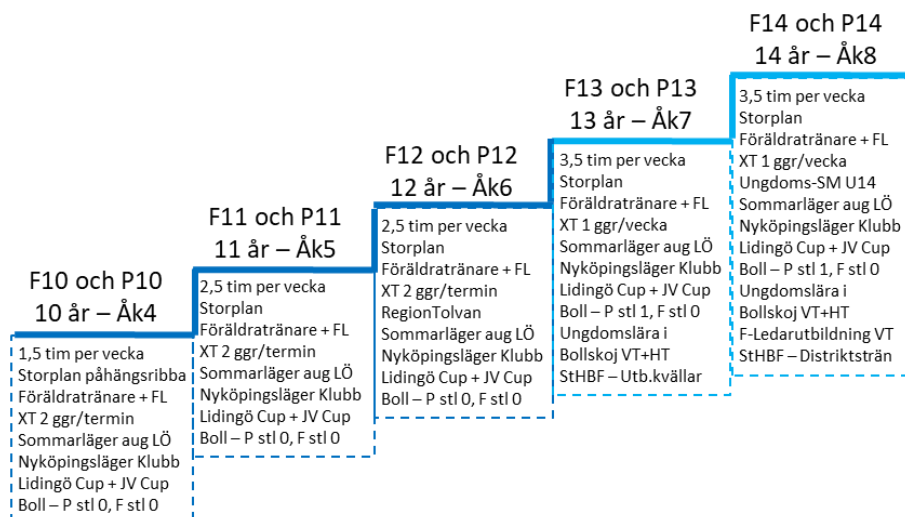 F10 och P10
10 år – Åk4
1,5 tim per vecka
Storplan påhängsribba
Föräldratränare + FL
XT 2 ggr/termin
Sommarläger aug LÖ
Nyköpingsläger Klubb
Lidingö Cup + JV Cup
Boll – P stl 0, F stl 0
F11 och P11
11 år – Åk5
2,5 tim per vecka
Storplan
Föräldratränare + FL
XT 2 ggr/termin
Sommarläger aug LÖ
Nyköpingsläger Klubb
Lidingö Cup + JV Cup
Boll – P stl 0, F stl 0
F12 och P12
12 år – Åk6
2,5 tim per vecka
Storplan
Föräldratränare + FL
XT 2 ggr/termin
RegionTolvan
Sommarläger aug LÖ
Nyköpingsläger Klubb
Lidingö Cup + JV Cup
Boll – P stl 0, F stl 0
F13 och P13
13 år – Åk7
3,5 tim per vecka
Storplan
Föräldratränare + FL
XT 1 ggr/vecka
Sommarläger aug LÖ
Nyköpingsläger Klubb
Lidingö Cup + JV Cup
Boll – P stl 1, F stl 0
Ungdomslära i
Bollskoj VT+HT
StHBF – Utb.kvällar
F14 och P14
14 år – Åk8
3,5 tim per vecka
Storplan
Föräldratränare + FL
XT 1 ggr/vecka
Ungdoms-SM U14
Sommarläger aug LÖ
Nyköpingsläger Klubb
Lidingö Cup + JV Cup
Boll – P stl 1, F stl 0
Ungdomslära i
Bollskoj VT+HT
F-Ledarutbildning VT
StHBF – Distriktsträn